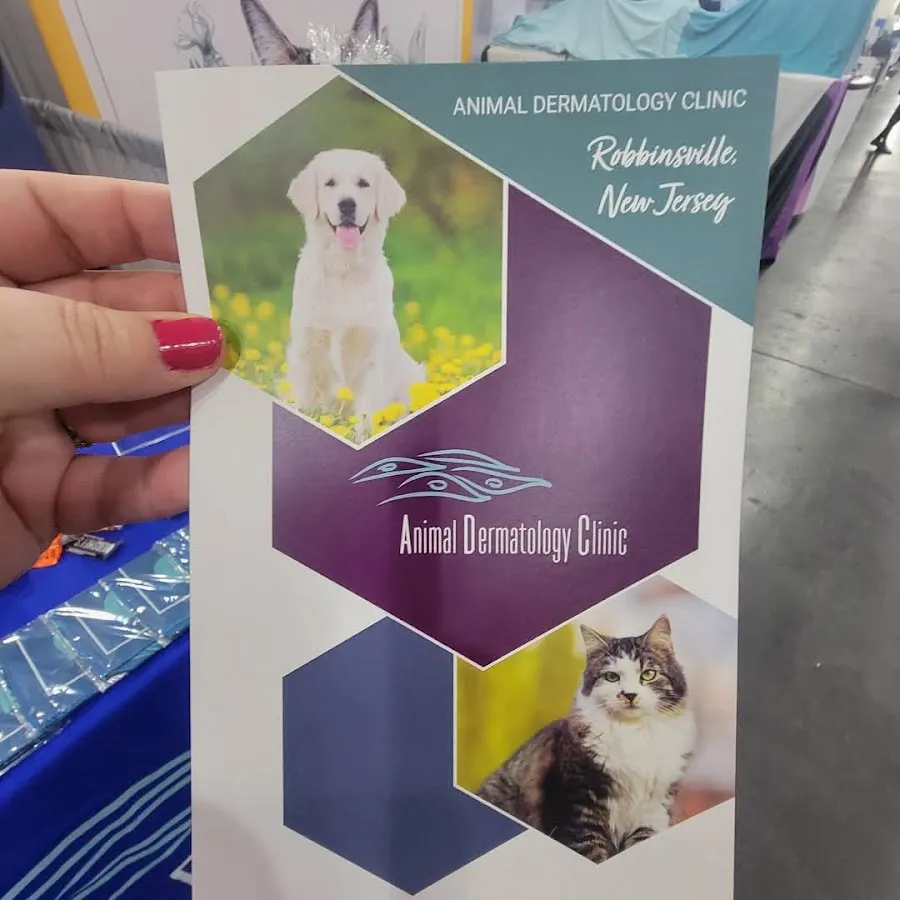 ANIMAL DERMATOLOGY CLINIC
Robbinsville,
New Jersey
Animal Dermatology Clinic